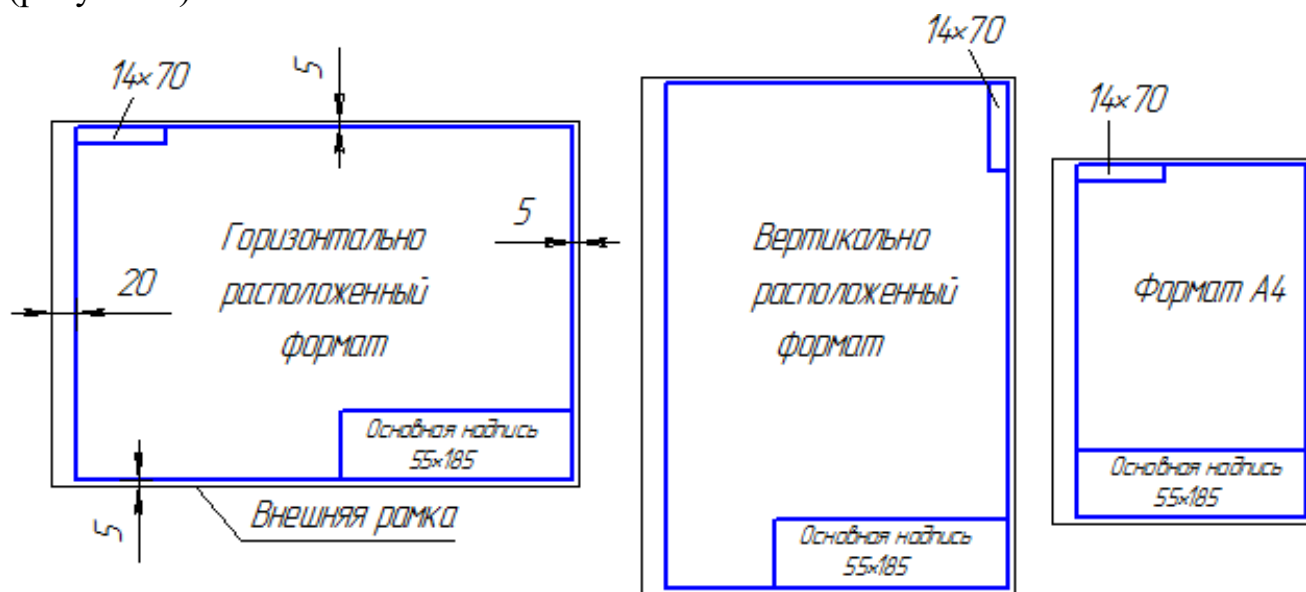 14×70
5
Горизонтально
расположенный
формат
5
20
Основная надпись
55×185
5
Внешняя рамка
14×70
Вертикально
расположенный
формат
Основная надпись
55×185
14×70
Формат А4
Основная надпись
55×185